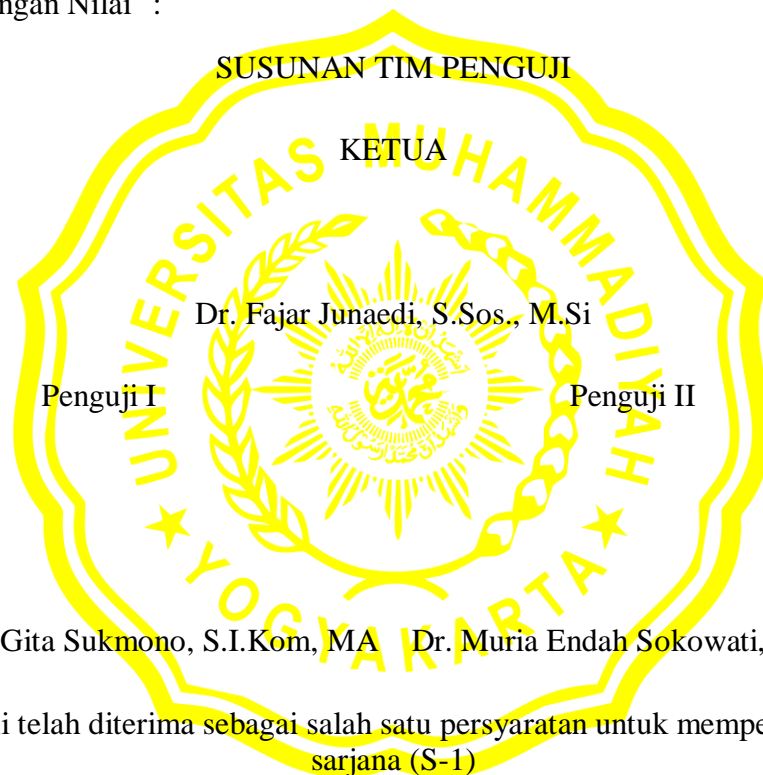 ngan Nilai :
SUSUNAN TIM PENGUJI
KETUA
UNIVERSITAS MUHAMMADIYAH
YOGYAKARTA
Dr. Fajar Junaedi, S.Sos., M.Si
Penguji I Penguji II
Gita Sukmono, S.I.Kom, MA Dr. Muria Endah Sokowati,
i telah diterima sebagai salah satu persyaratan untuk mempe
sarjana (S-1)